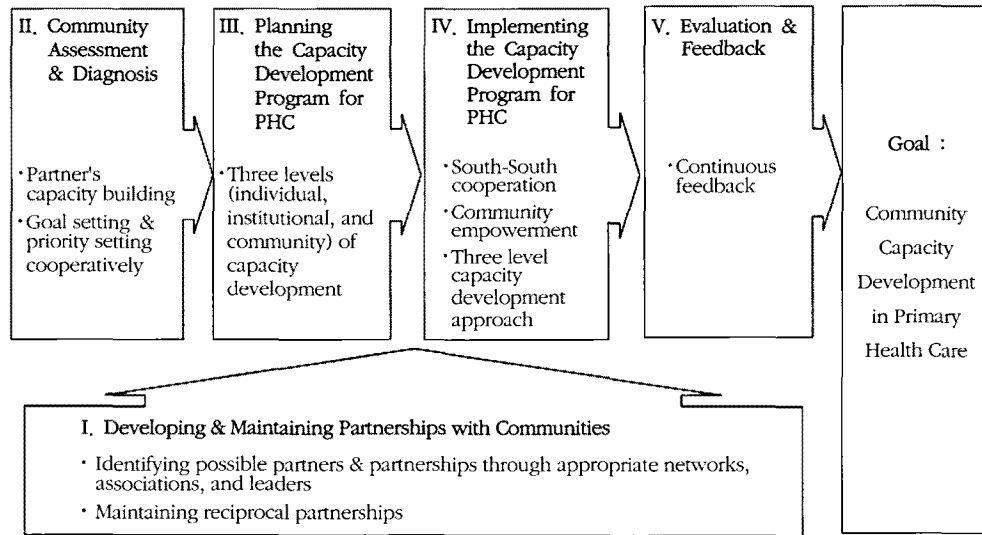 II. Community
Assessment
& Diagnosis
· Partner's
capacity building
· Goal setting &
priority setting
cooperatively
III. Planning
the Capacity
Development
Program for
PHC
· Three levels
(individual,
institutional, and
community) of
capacity
development
IV. Implementing
the Capacity
Development
Program for
PHC
· South-South
cooperation
· Community
empowerment
· Three level
capacity
development
approach
V. Evaluation &
Feedback
· Continuous
feedback
Goal :
Community
Capacity
Development
in Primary
Health Care
I. Developing & Maintaining Partnerships with Communities
· Identifying possible partners & partnerships through appropriate networks,
associations, and leaders
· Maintaining reciprocal partnerships